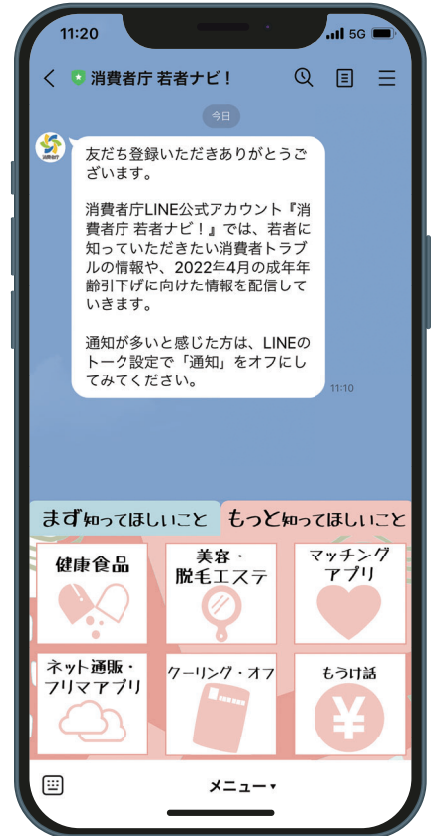 11:20
5G
消費者庁 若者ナビ！
今日
消費者庁
友だち登録いただきありがとうご
ざいます。
消費者庁LINE公式アカウント『消
費者庁 若者ナビ！』では、若者に
知っていただきたい消費者トラブ
ルの情報や、2022年4月の成年年
齢引下げに向けた情報を配信して
いきます。
通知が多いと感じた方は、LINEの
トーク設定で「通知」をオフにし
てみてください。
11:10
まず知ってほしいこと
もっと知ってほしいこと
健康食品
美容・
脱毛エステ
マッチング
アプリ
ネット通販・
フリマアプリ
クーリング・オフ
もうけ話
¥
メニュー▾